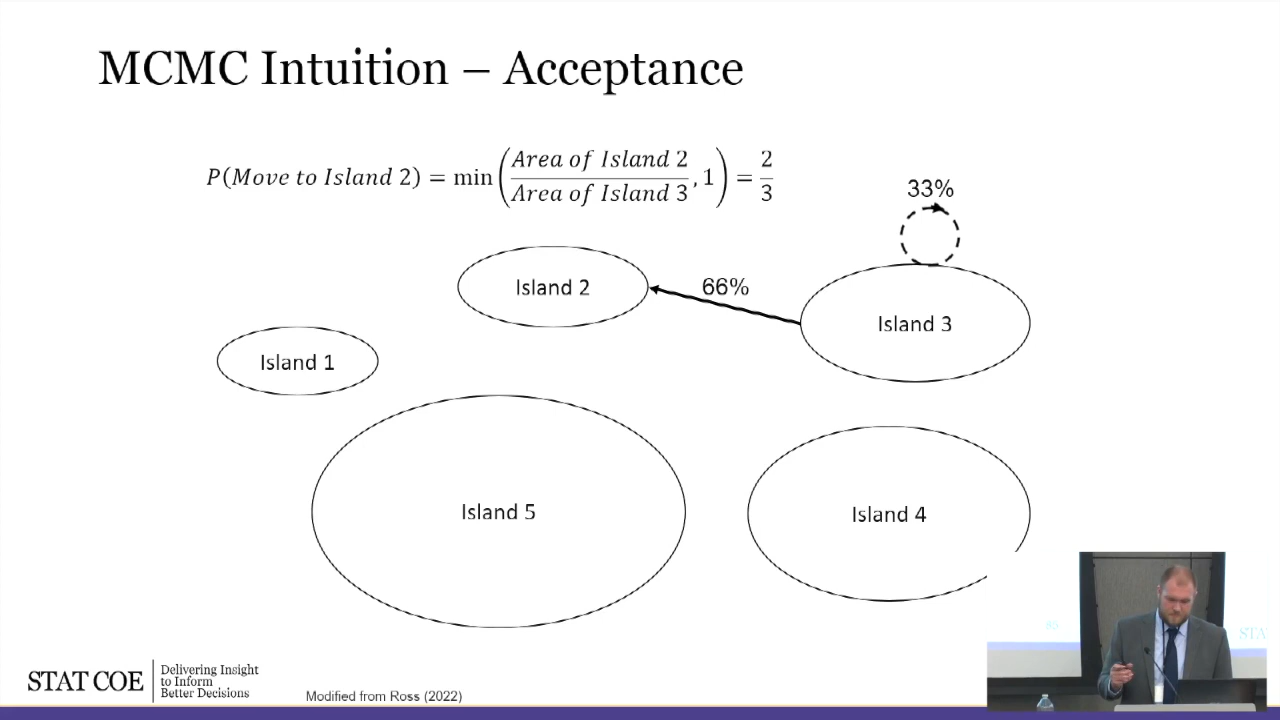 MCMC Intuition – Acceptance
P(Move to Island 2) = min(Area of Island 2 / Area of Island 3, 1) = 2/3
33%
Island 2
66%
Island 3
Island 1
Island 5
Island 4
85
STA
STAT COE
Delivering Insight
to Inform
Better Decisions
Modified from Ross (2022)